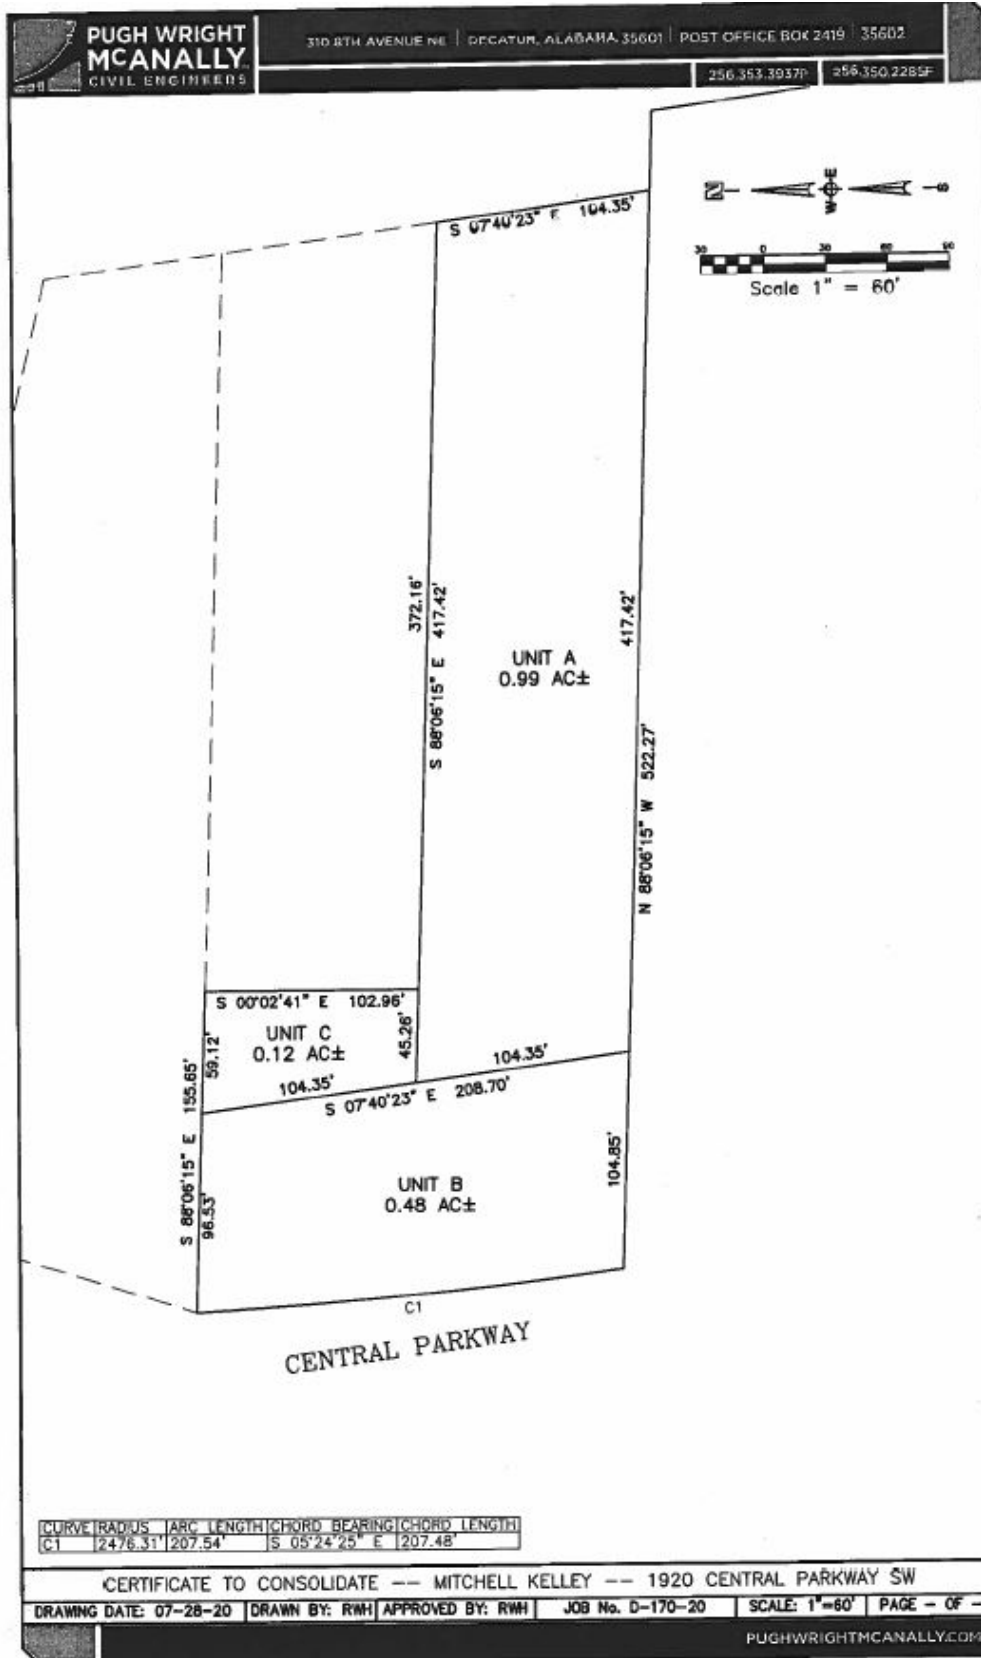 PUGH WRIGHT
MCANALLY
CIVIL ENGINEERS
310 8TH AVENUE NE | DECATUR, ALABAMA 35601 | POST OFFICE BOX 2419 | 35602
256.353.3937P | 256.350.2285F
N
E
W
S
30 0 30 60 90
Scale 1" = 60'
S 07°40'23" E 104.35'
372.16'
S 88°06'15" E 417.42'
417.42'
UNIT A
0.99 AC±
N 88°06'15" W 522.27'
S 00°02'41" E 102.96'
UNIT C
0.12 AC±
59.12'
45.26'
104.35'
104.35'
S 07°40'23" E 208.70'
S 88°06'15" E 155.65'
96.53'
104.85'
UNIT B
0.48 AC±
C1
CENTRAL PARKWAY
CURVE RADIUS ARC LENGTH CHORD BEARING CHORD LENGTH
C1 2476.31' 207.54' S 05°24'25" E 207.48'
CERTIFICATE TO CONSOLIDATE -- MITCHELL KELLEY -- 1920 CENTRAL PARKWAY SW
DRAWING DATE: 07-28-20 DRAWN BY: RWH APPROVED BY: RWH JOB No. D-170-20 SCALE: 1"=60' PAGE - OF -
PUGHWRIGHTMCANALLY.COM